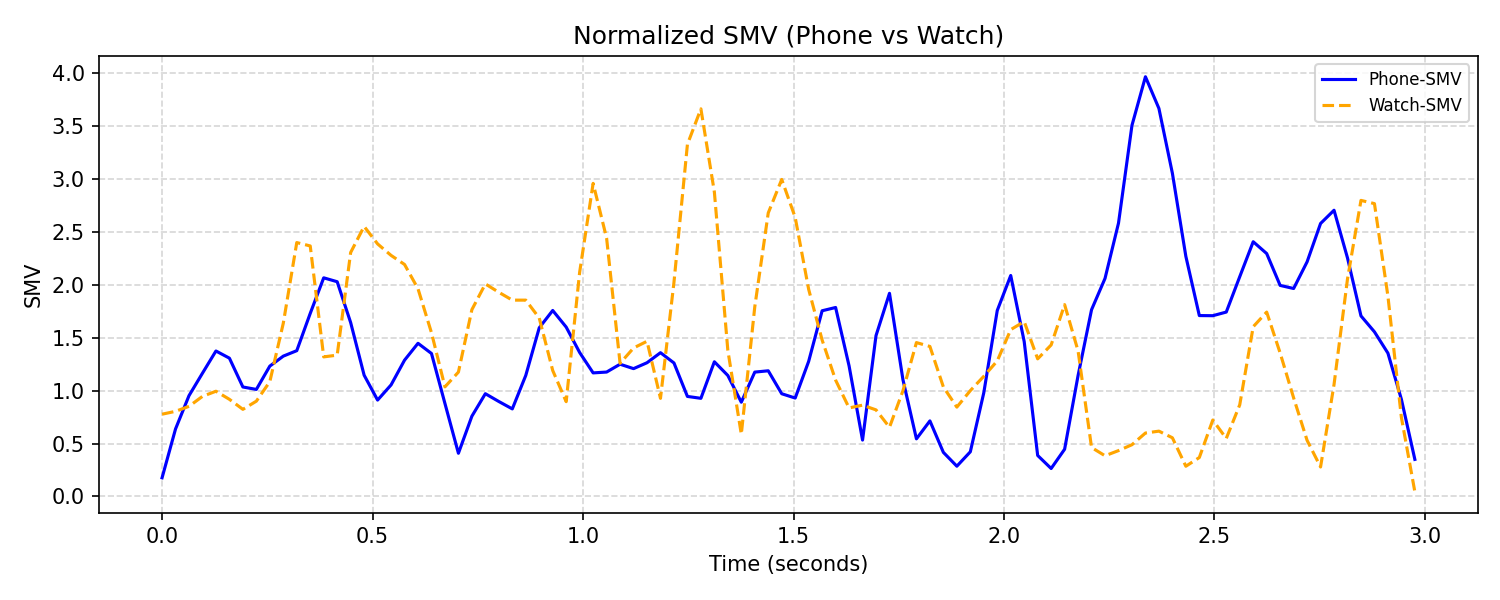 Normalized SMV (Phone vs Watch)
Phone-SMV
Watch-SMV
SMV
4.0
3.5
3.0
2.5
2.0
1.5
1.0
0.5
0.0
0.0 0.5 1.0 1.5 2.0 2.5 3.0
Time (seconds)